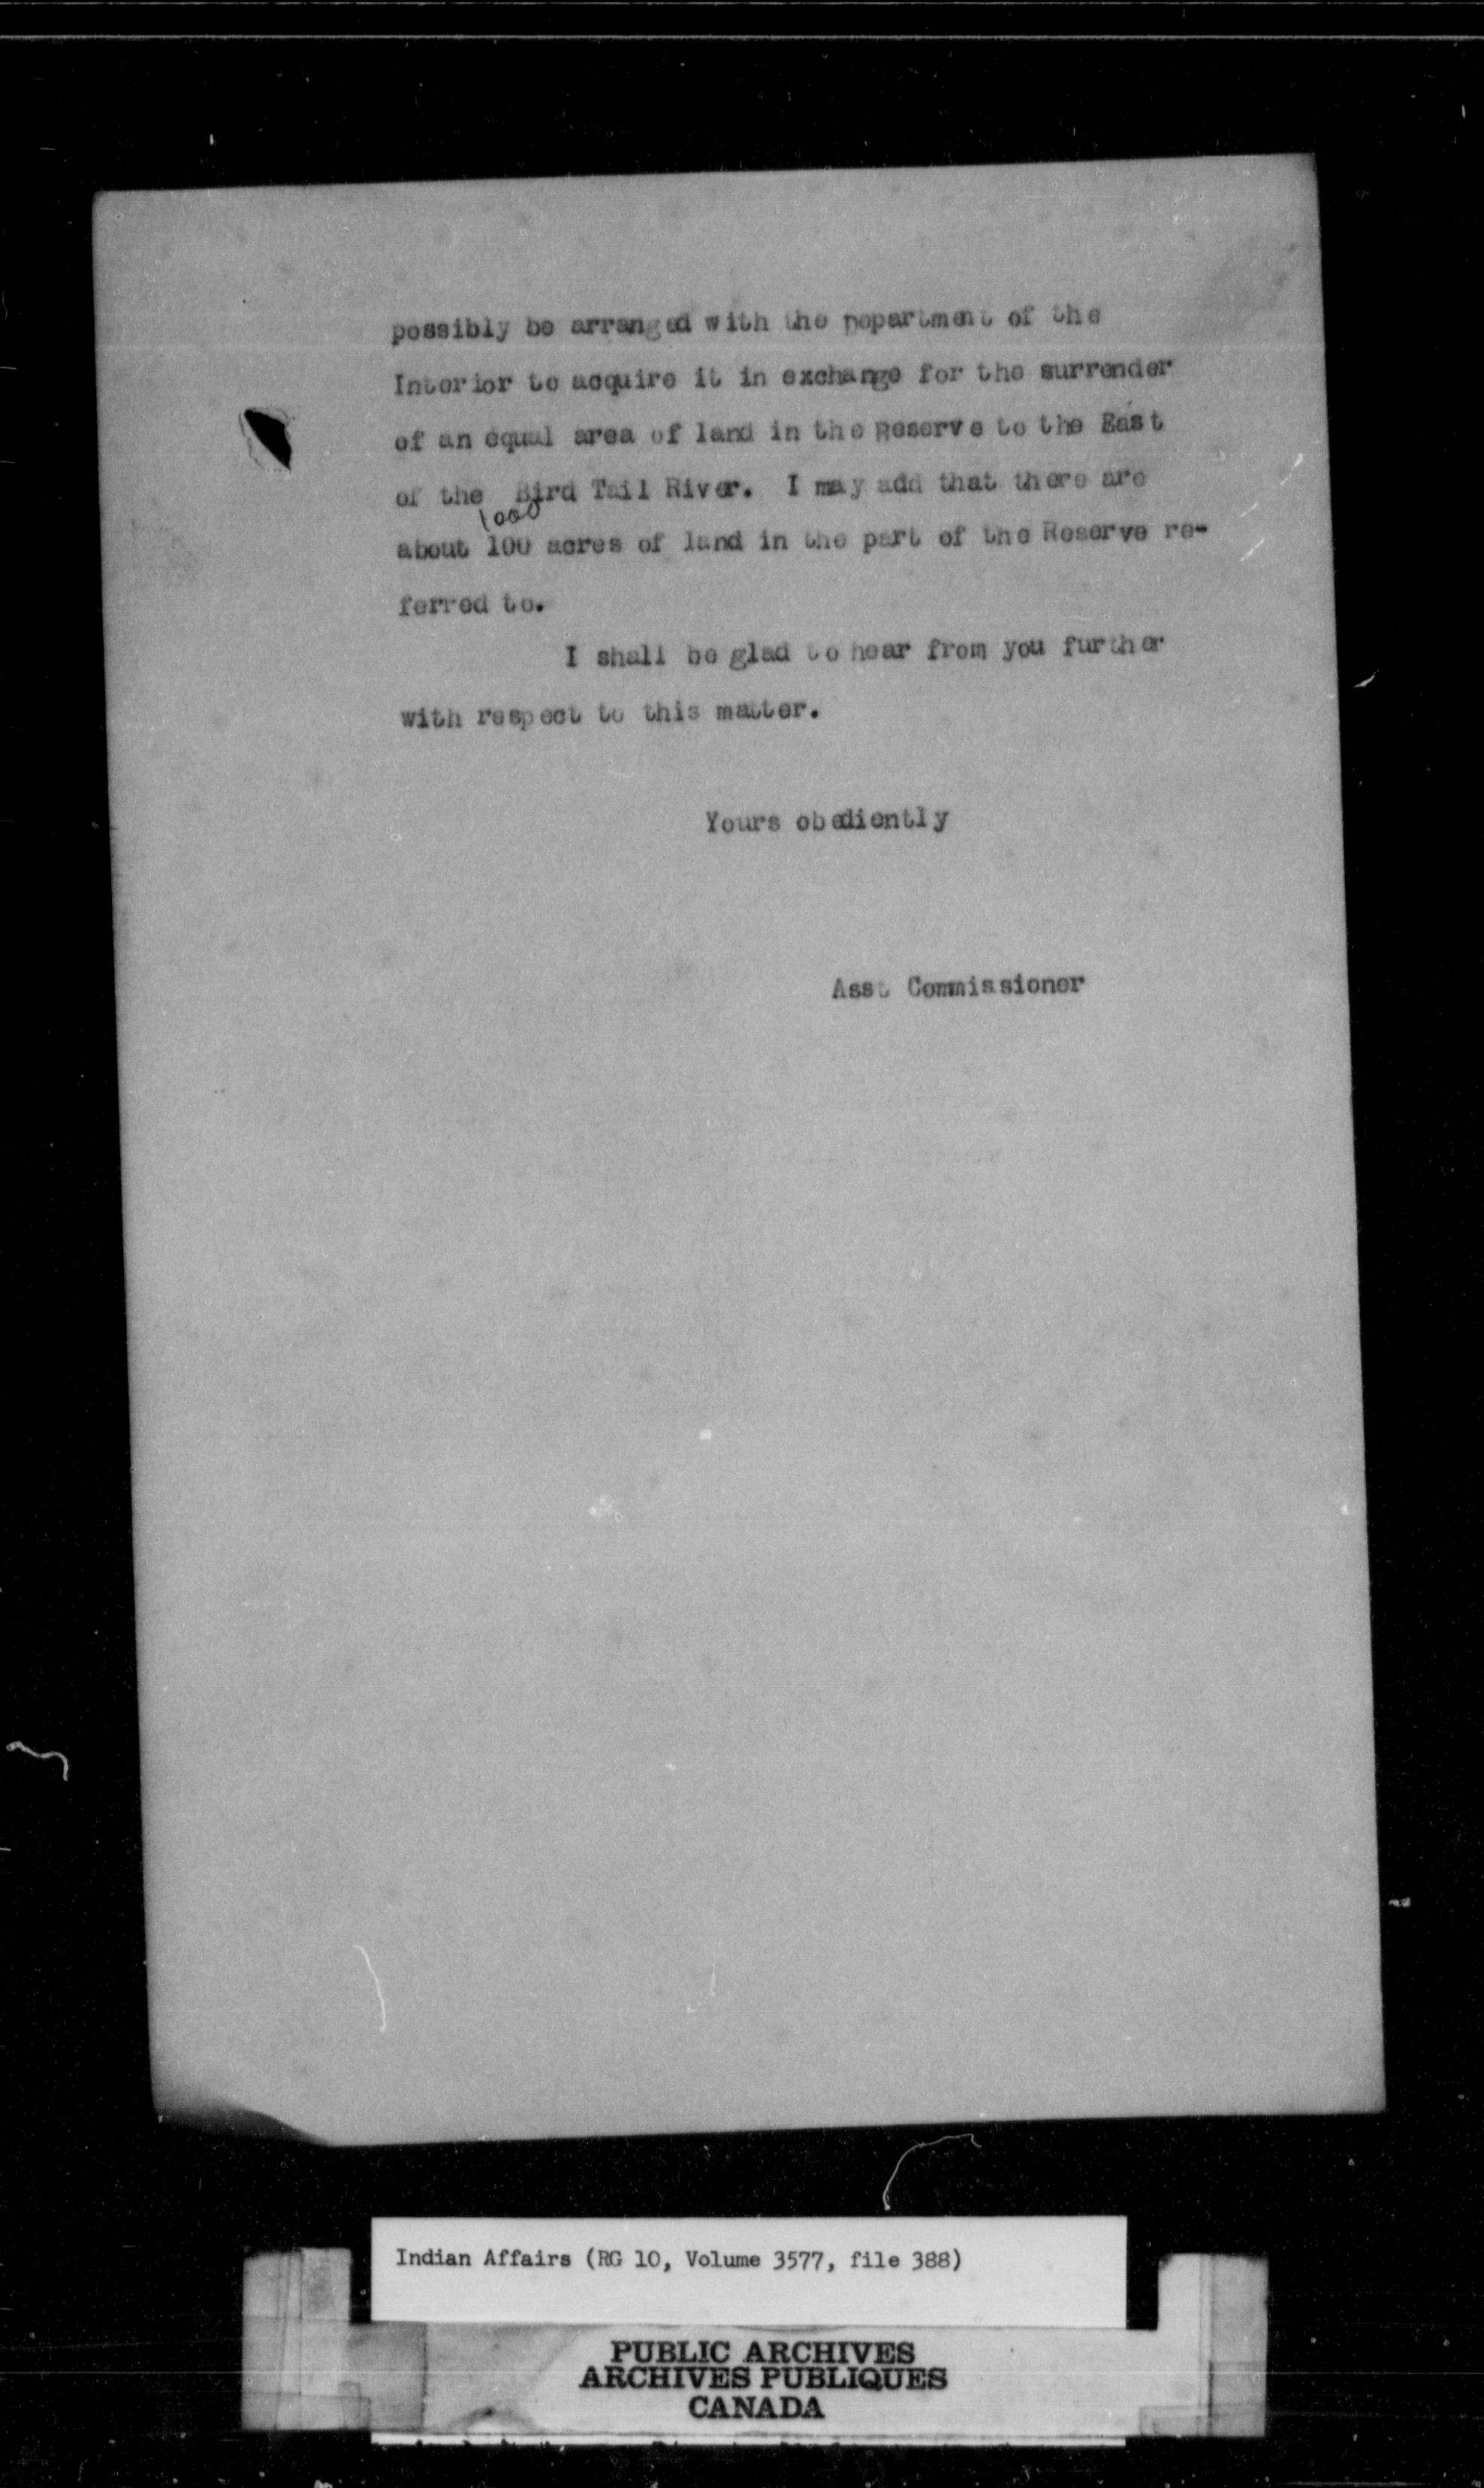 possibly be arranged with the Department of the
Interior to acquire it in exchange for the surrender
of an equal area of land in the Reserve to the East
of the Bird Tail River. I may add that there are
1000
about 100 acres of land in the part of the Reserve re-
ferred to.
I shall be glad to hear from you further
with respect to this matter.
Yours obediently
Asst Commissioner
Indian Affairs (RG 10, Volume 3577, file 388)
PUBLIC ARCHIVES
ARCHIVES PUBLIQUES
CANADA